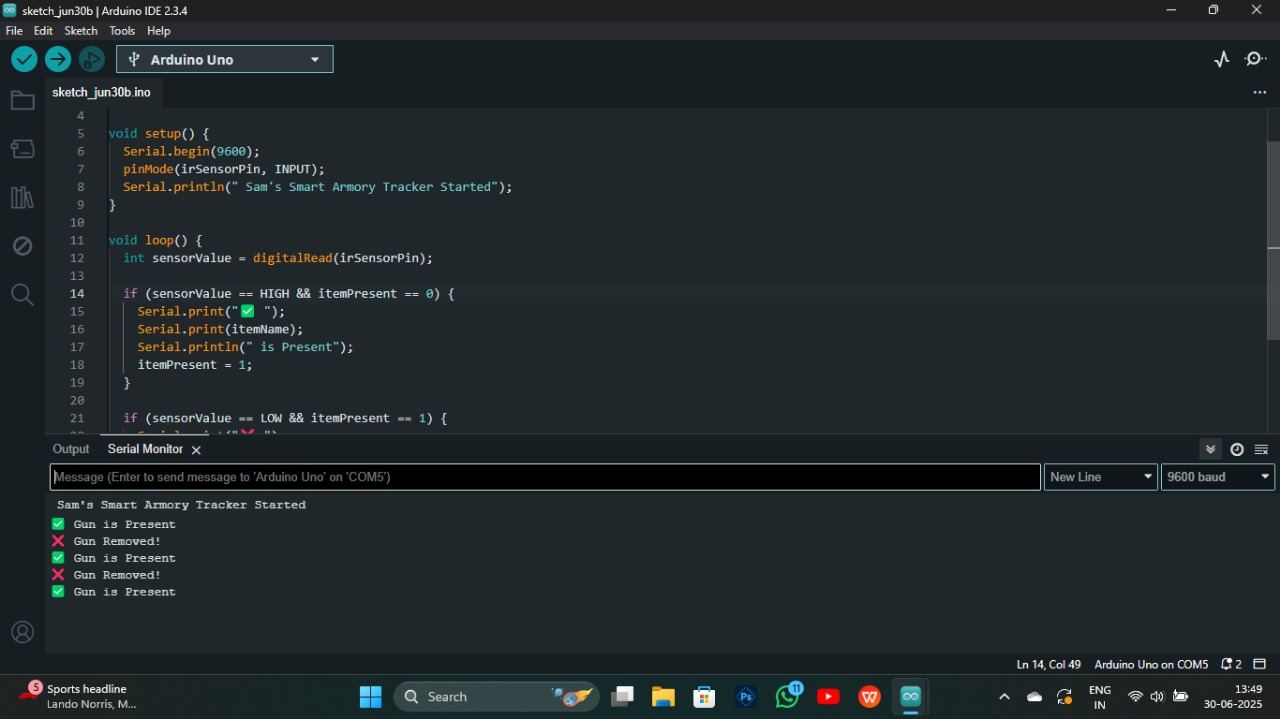 sketch_jun30b | Arduino IDE 2.3.4
File Edit Sketch Tools Help
Arduino Uno
sketch_jun30b.ino
4
5 void setup() {
6 Serial.begin(9600);
7 pinMode(irSensorPin, INPUT);
8 Serial.println(" Sam's Smart Armory Tracker Started");
9 }
10
11 void loop() {
12 int sensorValue = digitalRead(irSensorPin);
13
14 if (sensorValue == HIGH && itemPresent == 0) {
15 Serial.print("✅ ");
16 Serial.print(itemName);
17 Serial.println(" is Present");
18 itemPresent = 1;
19 }
20
21 if (sensorValue == LOW && itemPresent == 1) {
Output Serial Monitor
Message (Enter to send message to 'Arduino Uno' on 'COM5') New Line 9600 baud
Sam's Smart Armory Tracker Started
✅ Gun is Present
❌ Gun Removed!
✅ Gun is Present
❌ Gun Removed!
✅ Gun is Present
Ln 14, Col 49 Arduino Uno on COM5 2
5 Sports headline
Lando Norris, M...
Search
Ps
11
ENG
IN
13:49
30-06-2025